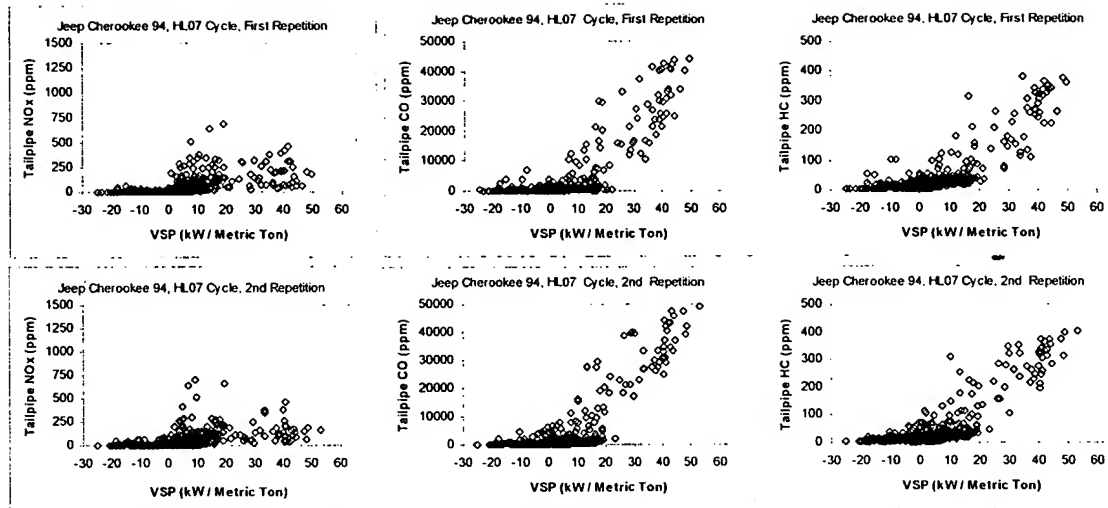 Jeep Cherookee 94, HL07 Cycle, First Repetition
Tailpipe NOx (ppm)
1500
1250
1000
750
500
250
0
-30 -20 -10 0 10 20 30 40 50 60
VSP (kW / Metric Ton)
Jeep Cherookee 94, HL07 Cycle, First Repetition
Tailpipe CO (ppm)
50000
40000
30000
20000
10000
0
-30 -20 -10 0 10 20 30 40 50 60
VSP (kW / Metric Ton)
Jeep Cherookee 94, HL07 Cycle, First Repetition
Tailpipe HC (ppm)
500
400
300
200
100
0
-30 -20 -10 0 10 20 30 40 50 60
VSP (kW / Metric Ton)
Jeep Cherookee 94, HL07 Cycle, 2nd Repetition
Tailpipe NOx (ppm)
1500
1250
1000
750
500
250
0
-30 -20 -10 0 10 20 30 40 50 60
VSP (kW / Metric Ton)
Jeep Cherookee 94, HL07 Cycle, 2nd Repetition
Tailpipe CO (ppm)
50000
40000
30000
20000
10000
0
-30 -20 -10 0 10 20 30 40 50 60
VSP (kW / Metric Ton)
Jeep Cherookee 94, HL07 Cycle, 2nd Repetition
Tailpipe HC (ppm)
500
400
300
200
100
0
-30 -20 -10 0 10 20 30 40 50 60
VSP (kW / Metric Ton)